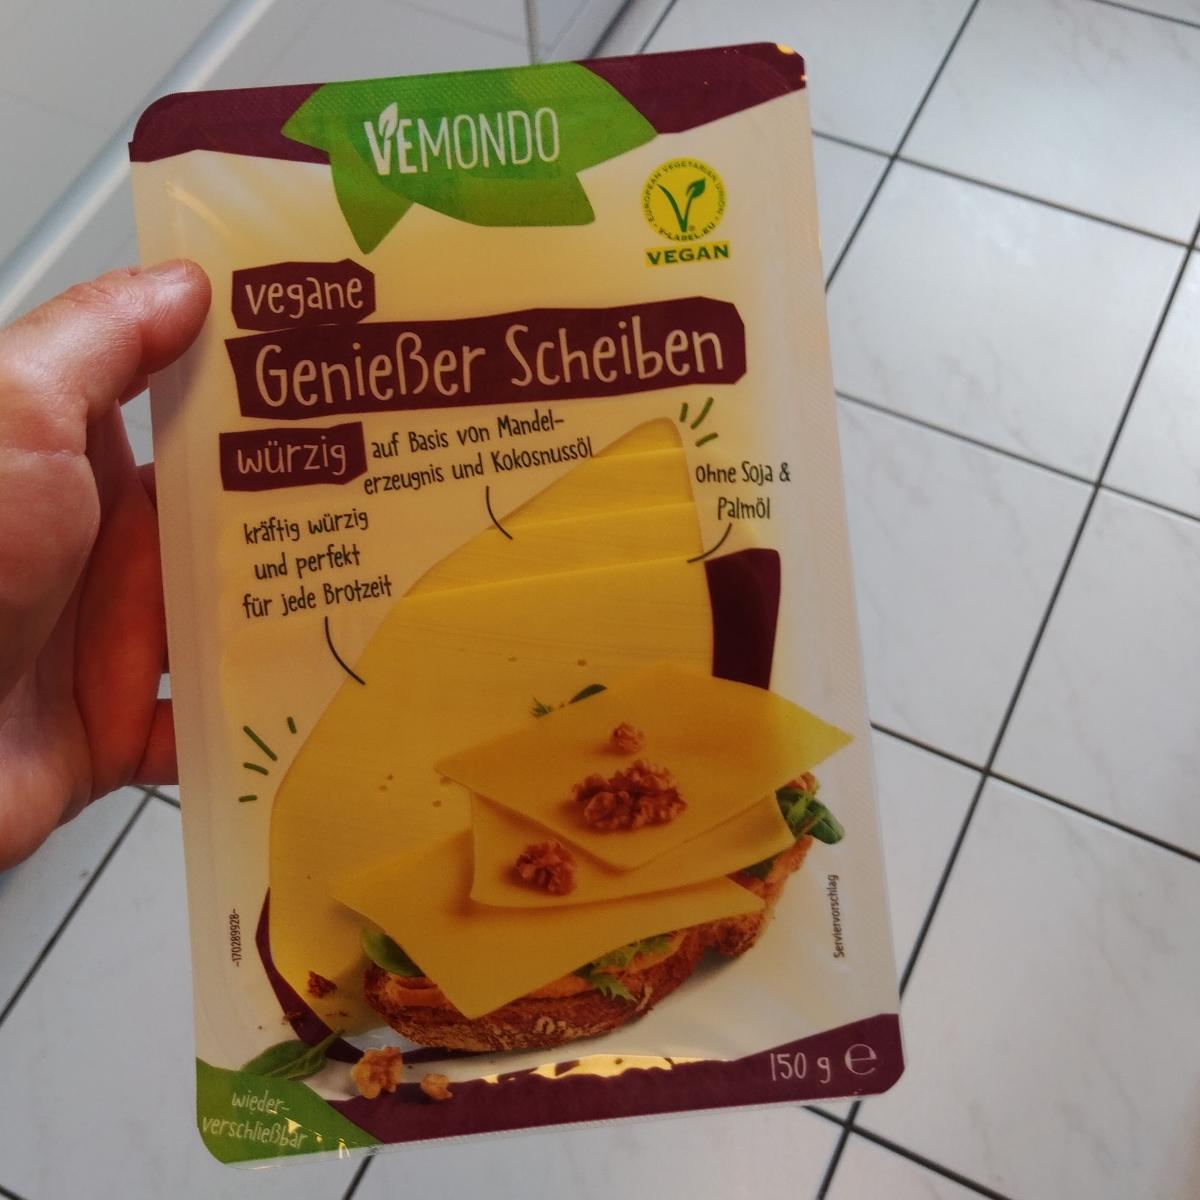 VEMONDO
EUROPEAN VEGETARIAN UNION
V-LABEL.EU
VEGAN
vegane
Genießer Scheiben
würzig
auf Basis von Mandel-
erzeugnis und Kokosnussöl
ohne Soja &
Palmöl
kräftig würzig
und perfekt
für jede Brotzeit
-170289928-
Serviervorschlag
150 g e
wieder-
verschließbar